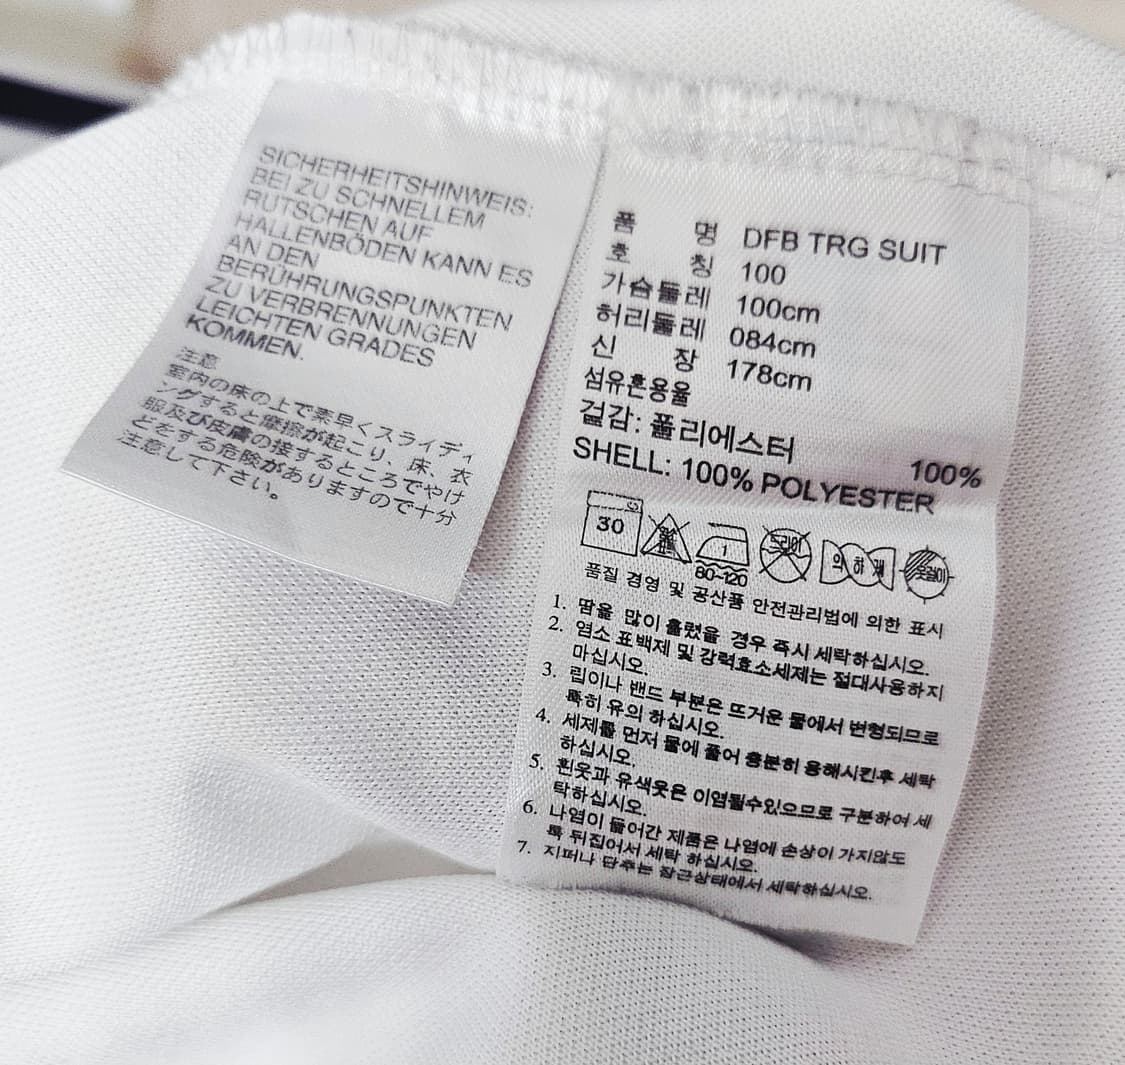 SICHERHEITSHINWEIS:
BEI ZU SCHNELLEM
RUTSCHEN AUF
HALLENBÖDEN KANN ES
AN DEN
BERÜHRUNGSPUNKTEN
ZU VERBRENNUNGEN
LEICHTEN GRADES
KOMMEN.
注意
室内の床の上で素早くスライディ
ングすると摩擦が起こり、床、衣
服及び皮膚の接するところでやけ
どをする危険がありますので十分
注意して下さい。
품 명 DFB TRG SUIT
호 칭 100
가슴둘레 100cm
허리둘레 084cm
신 장 178cm
섬유혼용율
겉감: 폴리에스터 100%
SHELL: 100% POLYESTER
30
1
80~120
드라이
약하게
옷걸이
품질 경영 및 공산품 안전관리법에 의한 표시
1. 땀을 많이 흘렸을 경우 즉시 세탁하십시오.
2. 염소 표백제 및 강력효소세제는 절대사용하지
마십시오.
3. 립이나 밴드 부분은 뜨거운 물에서 변형되므로
특히 유의 하십시오.
4. 세제를 먼저 물에 풀어 충분히 용해시킨후 세탁
하십시오.
5. 흰옷과 유색옷은 이염될수있으므로 구분하여 세
탁하십시오.
6. 나염이 들어간 제품은 나염에 손상이 가지않도
록 뒤집어서 세탁 하십시오.
7. 지퍼나 단추는 잠근상태에서 세탁하십시오.